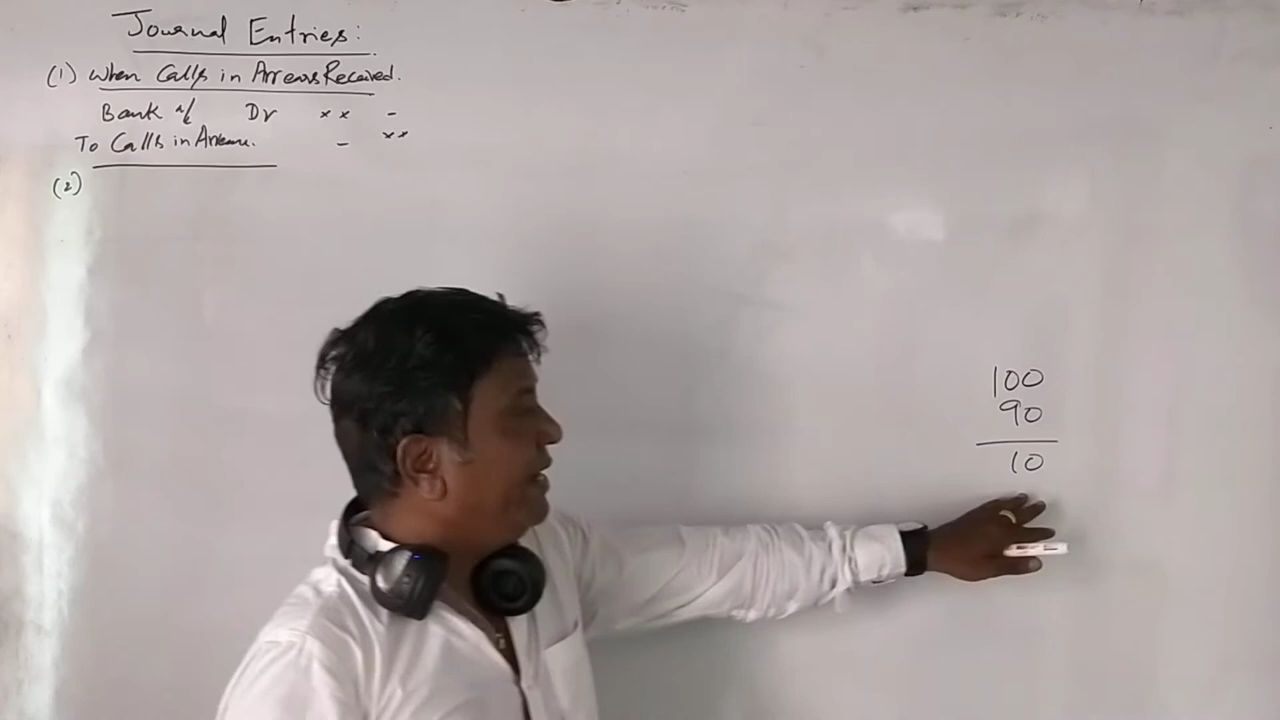 Journal Entries:
(1) When Calls in Arrears Received.
Bank a/c Dr xx -
To Calls in Arrears. - xx
(2)
100
90
10